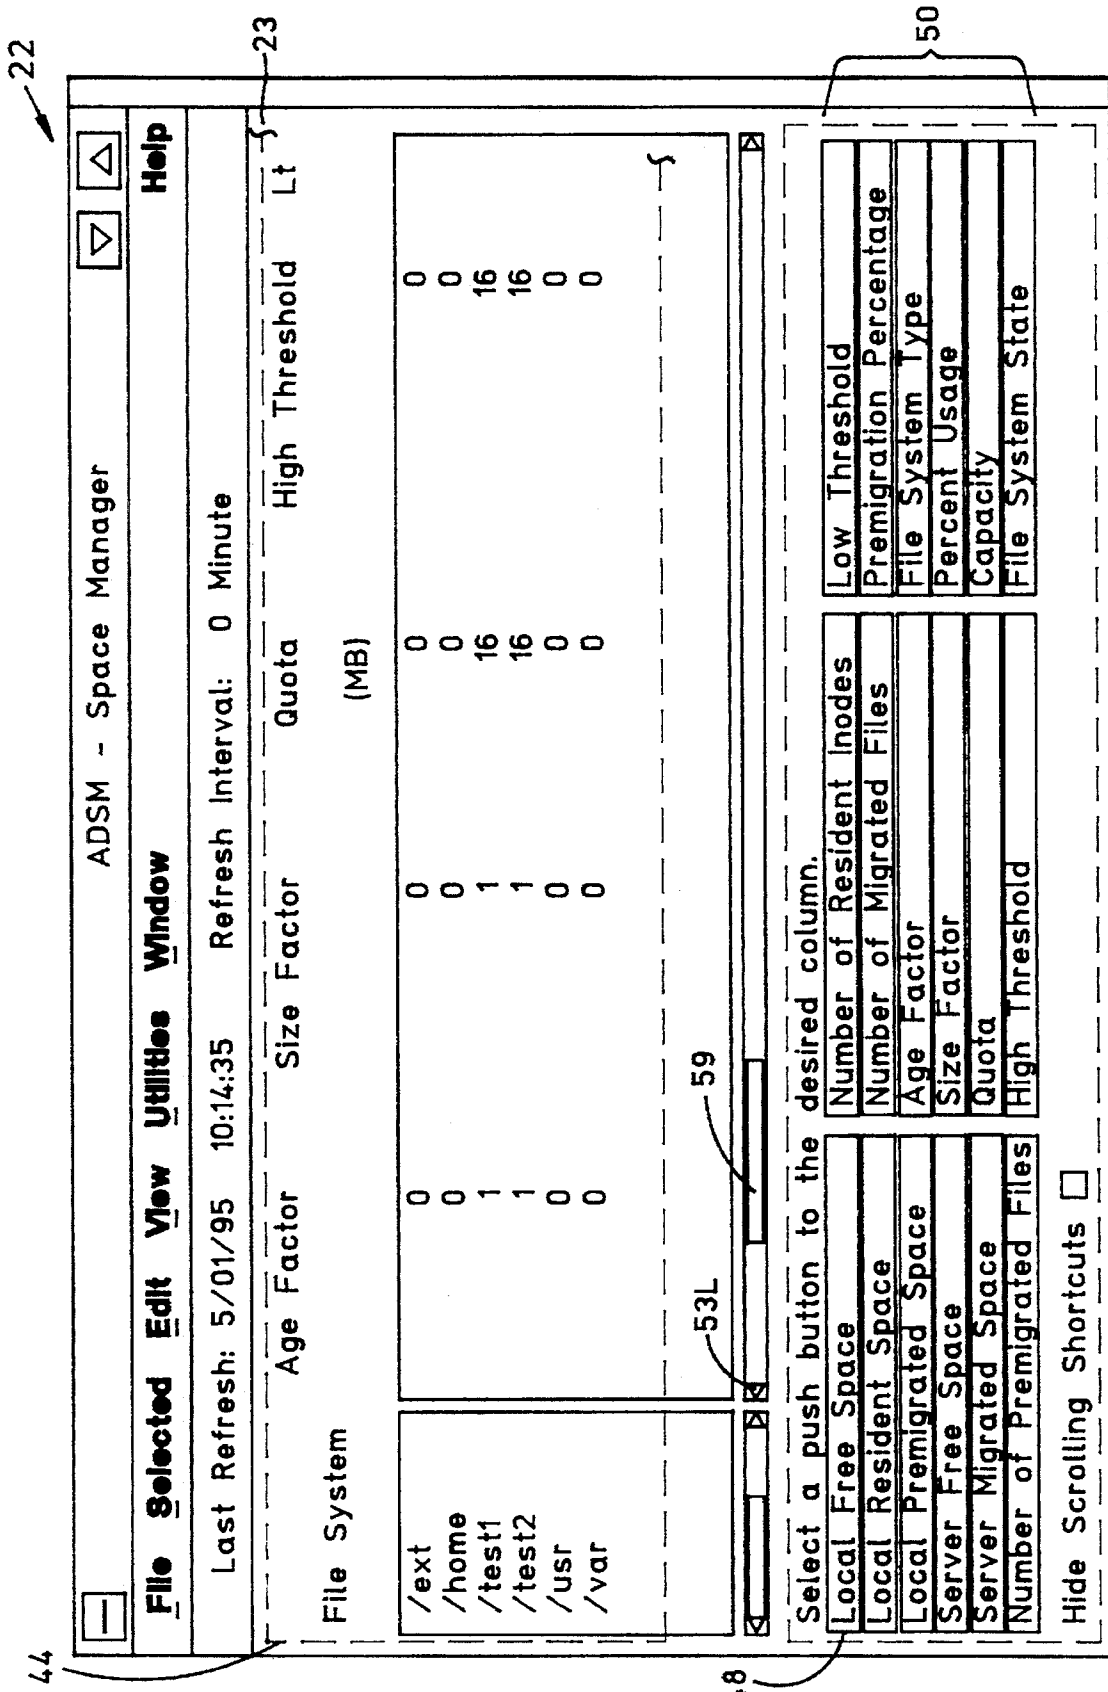 22
ADSM - Space Manager
File Selected Edit View Utilities Window Help
Last Refresh: 5/01/95 10:14:35 Refresh Interval: 0 Minute
44
23
Age Factor Size Factor Quota High Threshold Lt
File System (MB)
/ext 0 0 0 0
/home 0 0 0 0
/test1 1 1 16 16
/test2 1 1 16 16
/usr 0 0 0 0
/var 0 0 0 0
53L
59
Select a push button to the desired column.
Local Free Space Number of Resident Inodes Low Threshold
Local Resident Space Number of Migrated Files Premigration Percentage
Local Premigrated Space Age Factor File System Type
Server Free Space Size Factor Percent Usage
Server Migrated Space Quota Capacity
Number of Premigrated Files High Threshold File System State
50
Hide Scrolling Shortcuts